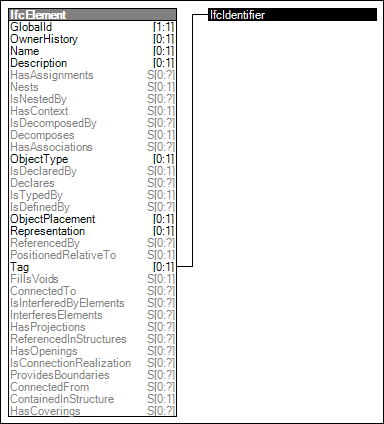 IfcElement
GlobalId [1:1]
OwnerHistory [0:1]
Name [0:1]
Description [0:1]
HasAssignments S[0:?]
Nests S[0:1]
IsNestedBy S[0:?]
HasContext S[0:1]
IsDecomposedBy S[0:?]
Decomposes S[0:1]
HasAssociations S[0:?]
ObjectType [0:1]
IsDeclaredBy S[0:1]
Declares S[0:?]
IsTypedBy S[0:1]
IsDefinedBy S[0:?]
ObjectPlacement [0:1]
Representation [0:1]
ReferencedBy S[0:?]
PositionedRelativeTo S[0:1]
Tag [0:1]
FillsVoids S[0:1]
ConnectedTo S[0:?]
IsInterferedByElements S[0:?]
InterferesElements S[0:?]
HasProjections S[0:?]
ReferencedInStructures S[0:?]
HasOpenings S[0:?]
IsConnectionRealization S[0:?]
ProvidesBoundaries S[0:?]
ConnectedFrom S[0:?]
ContainedInStructure S[0:1]
HasCoverings S[0:?]
IfcIdentifier